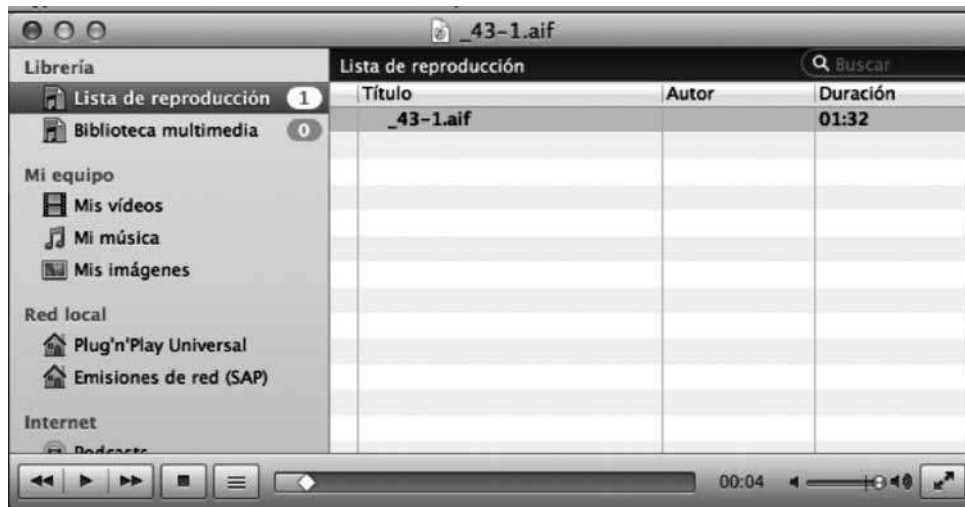 _43-1.aif
Librería
Lista de reproducción 1
Biblioteca multimedia 0
Mi equipo
Mis vídeos
Mi música
Mis imágenes
Red local
Plug'n'Play Universal
Emisiones de red (SAP)
Internet
Podcasts
Lista de reproducción
Buscar
Título Autor Duración
_43-1.aif 01:32
00:04